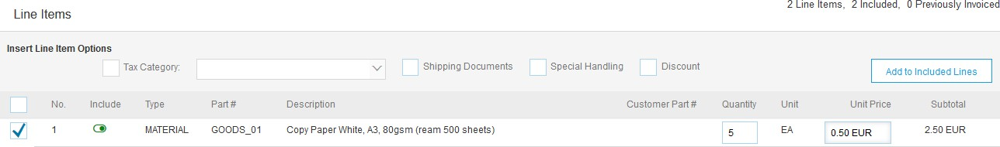 2 Line Items, 2 Included, 0 Previously Invoiced
Line Items
Insert Line Item Options
Tax Category: Shipping Documents Special Handling Discount Add to Included Lines
No. Include Type Part # Description Customer Part # Quantity Unit Unit Price Subtotal
1 MATERIAL GOODS_01 Copy Paper White, A3, 80gsm (ream 500 sheets) 5 EA 0.50 EUR 2.50 EUR